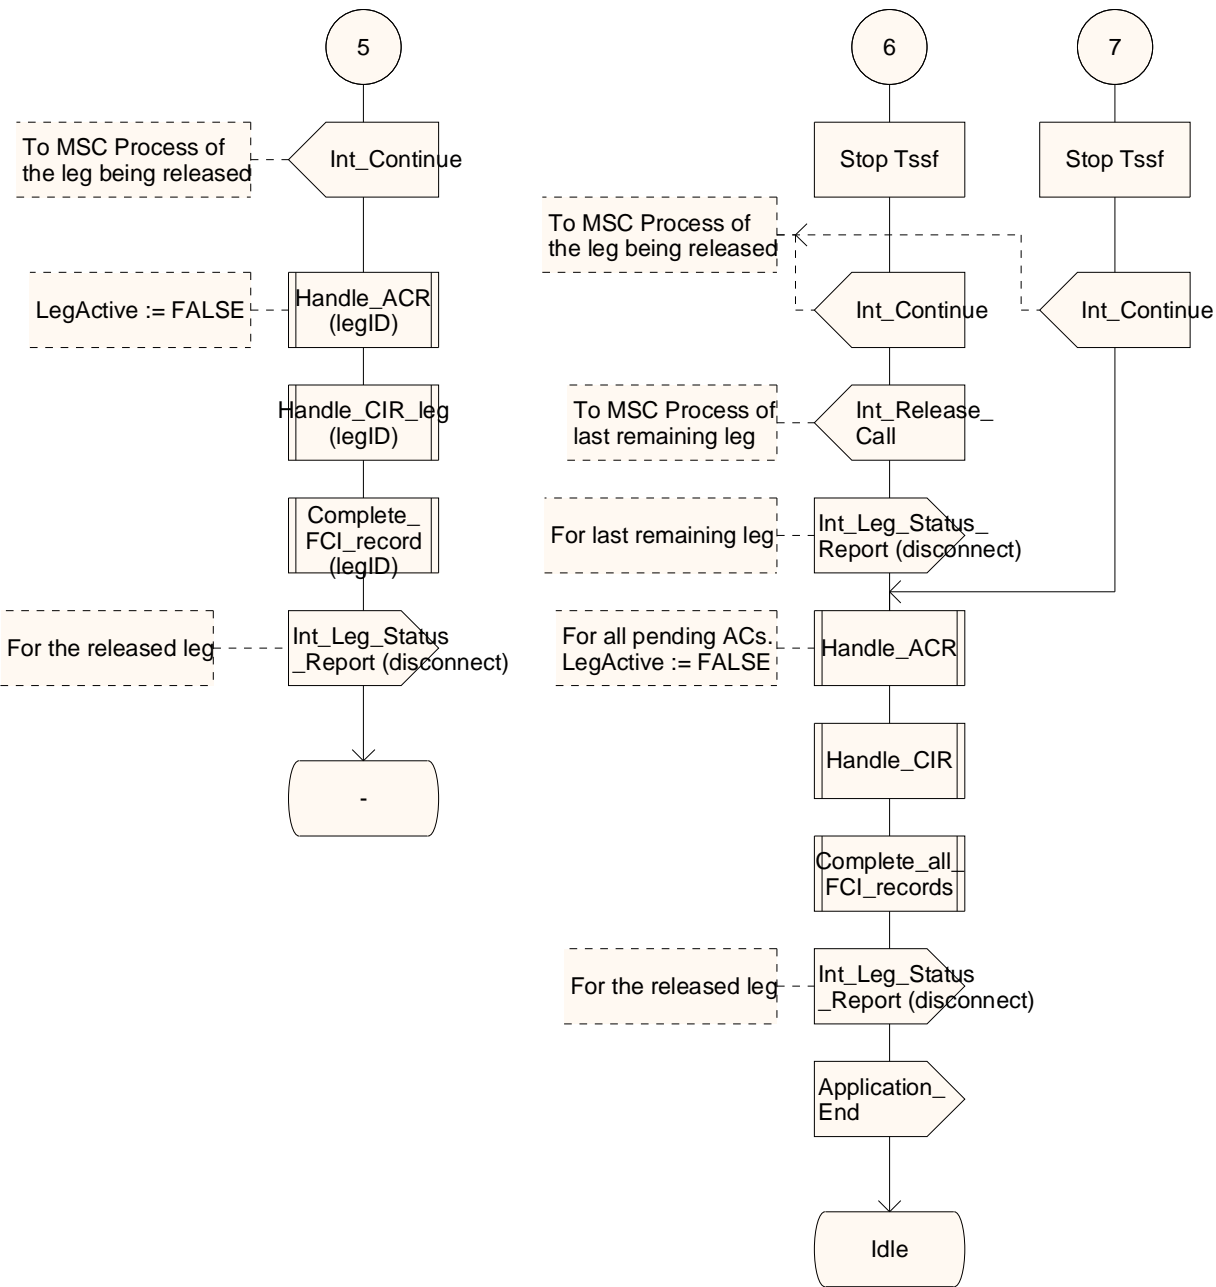 5
To MSC Process of
the leg being released
Int_Continue
LegActive := FALSE
Handle_ACR
(legID)
Handle_CIR_leg
(legID)
Complete_
FCI_record
(legID)
For the released leg
Int_Leg_Status
_Report (disconnect)
-
6
7
Stop Tssf
Stop Tssf
To MSC Process of
the leg being released
Int_Continue
Int_Continue
To MSC Process of
last remaining leg
Int_Release_
Call
For last remaining leg
Int_Leg_Status_
Report (disconnect)
For all pending ACs.
LegActive := FALSE
Handle_ACR
Handle_CIR
Complete_all_
FCI_records
For the released leg
Int_Leg_Status
_Report (disconnect)
Application_
End
Idle